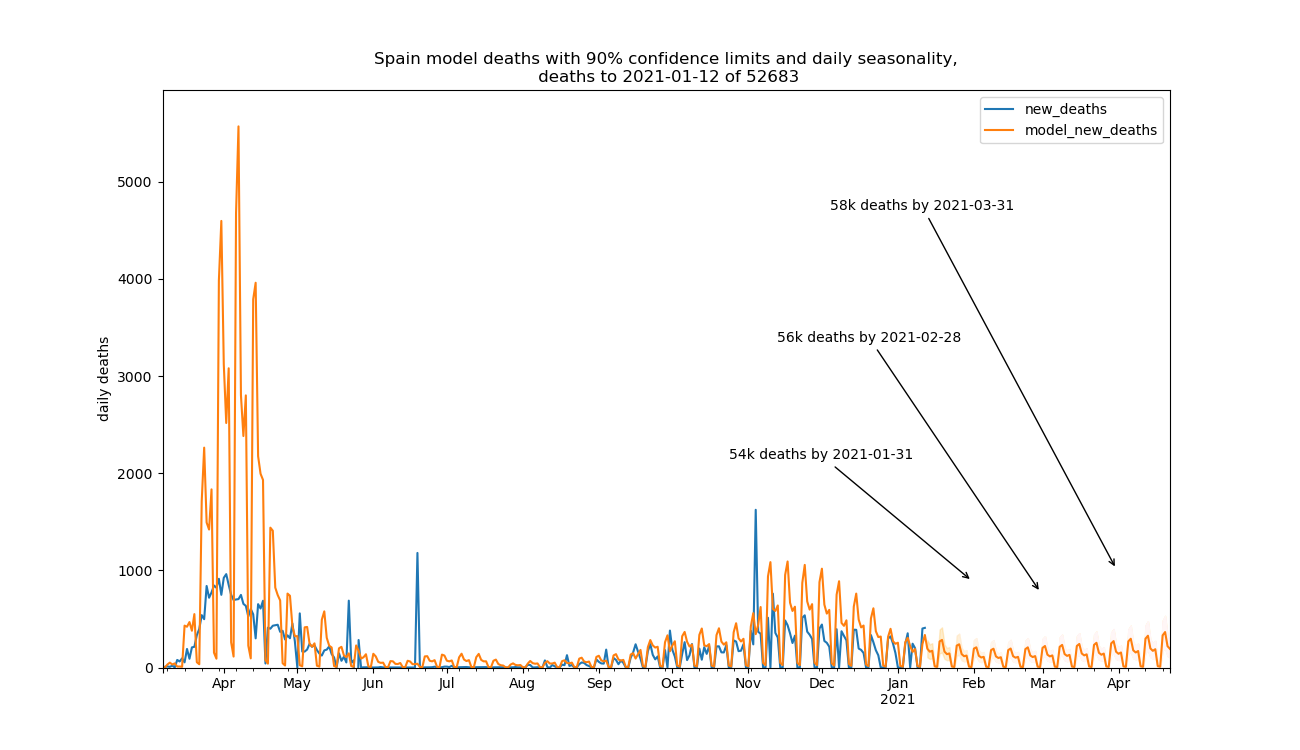 Spain model deaths with 90% confidence limits and daily seasonality,
deaths to 2021-01-12 of 52683
new_deaths
model_new_deaths
58k deaths by 2021-03-31
56k deaths by 2021-02-28
54k deaths by 2021-01-31
daily deaths
5000
4000
3000
2000
1000
0
Apr May Jun Jul Aug Sep Oct Nov Dec Jan Feb Mar Apr
2021